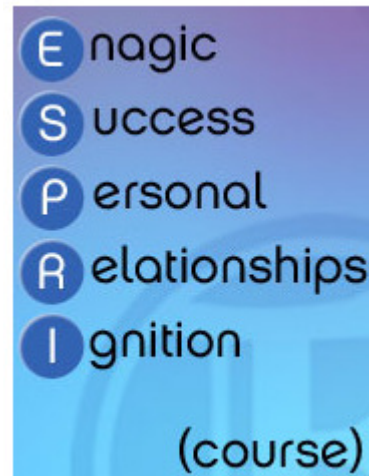 Enagic
Success
Personal
Relationships
Ignition
(course)